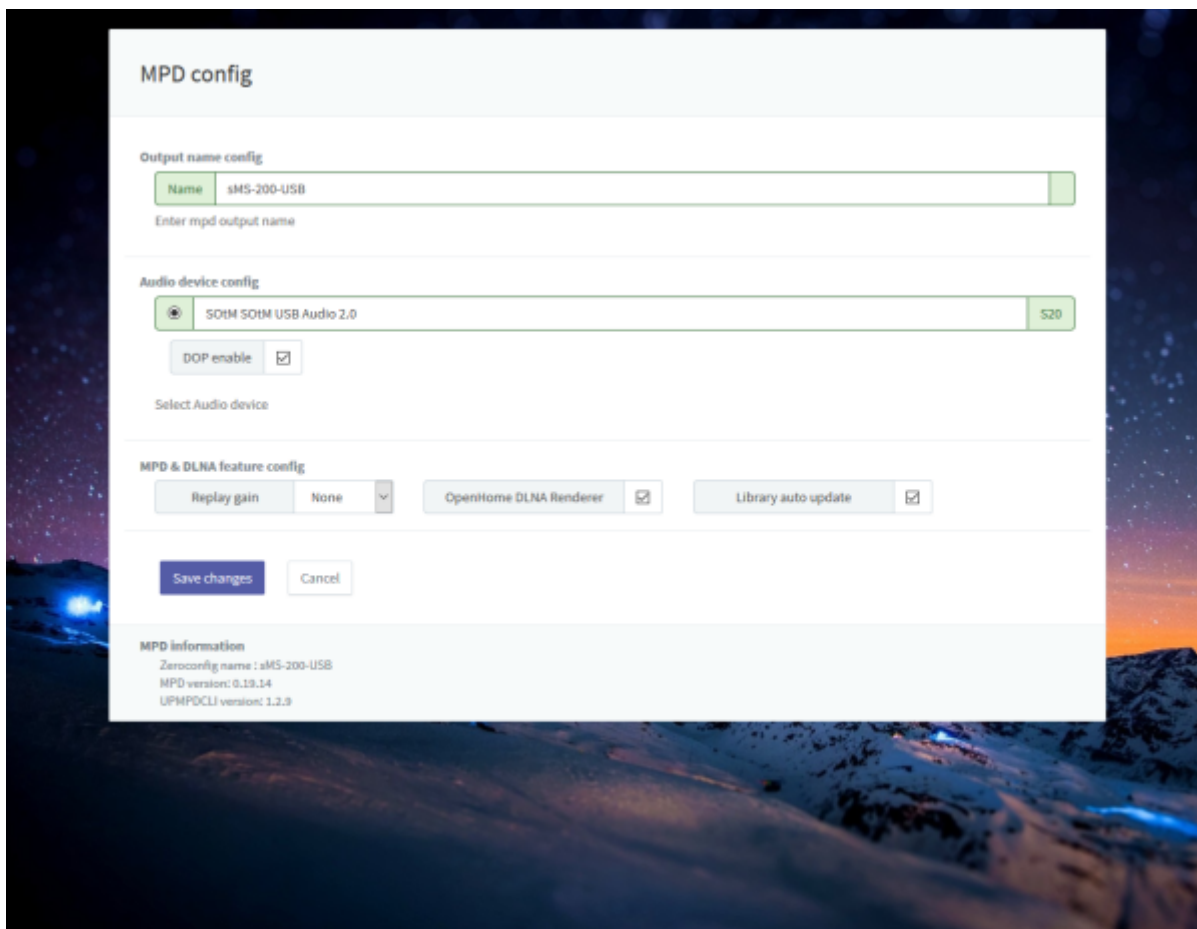 MPD config
Output name config
Name sMS-200-USB
Enter mpd output name
Audio device config
SOtM SOtM USB Audio 2.0 S20
DOP enable
Select Audio device
MPD & DLNA feature config
Replay gain None OpenHome DLNA Renderer Library auto update
Save changes Cancel
MPD information
Zeroconfig name : sMS-200-USB
MPD version: 0.19.14
UPMPDCLI version: 1.2.9